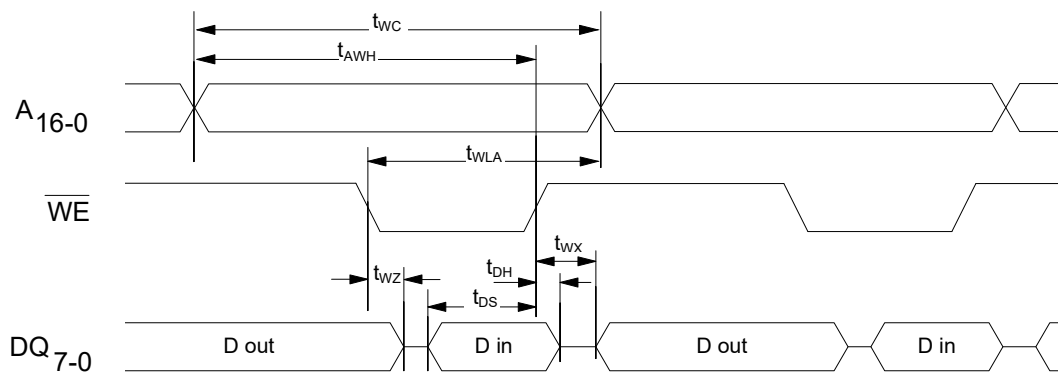 tWC
tAWH
A16-0
tWLA
WE
tWX
tWZ
tDH
tDS
DQ7-0
D out
D in
D out
D in